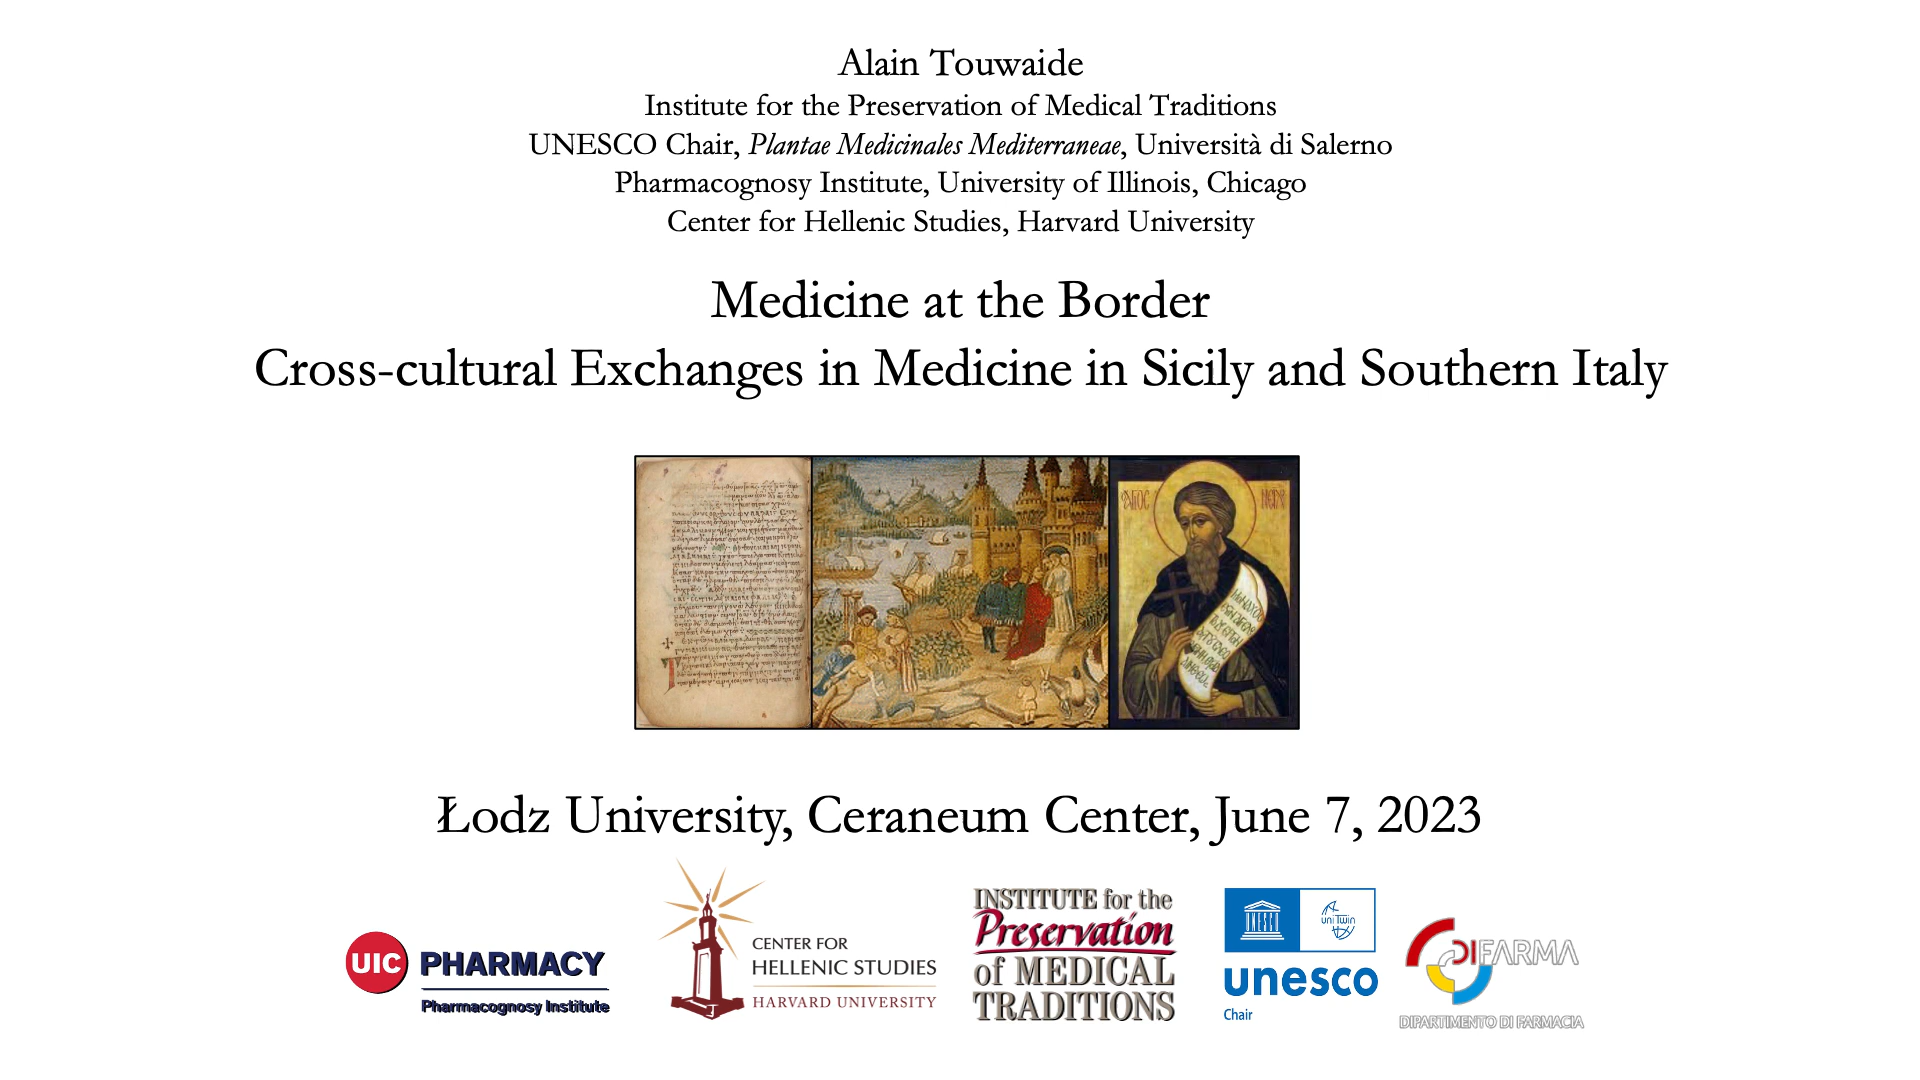 Alain Touwaide
Institute for the Preservation of Medical Traditions
UNESCO Chair, Plantae Medicinales Mediterraneae, Università di Salerno
Pharmacognosy Institute, University of Illinois, Chicago
Center for Hellenic Studies, Harvard University
Medicine at the Border
Cross-cultural Exchanges in Medicine in Sicily and Southern Italy
Łodz University, Ceraneum Center, June 7, 2023
UIC PHARMACY
Pharmacognosy Institute
CENTER FOR
HELLENIC STUDIES
HARVARD UNIVERSITY
INSTITUTE for the
Preservation
of MEDICAL
TRADITIONS
UNESCO
uniTwin
unesco
Chair
DIFARMA
DIPARTIMENTO DI FARMACIA